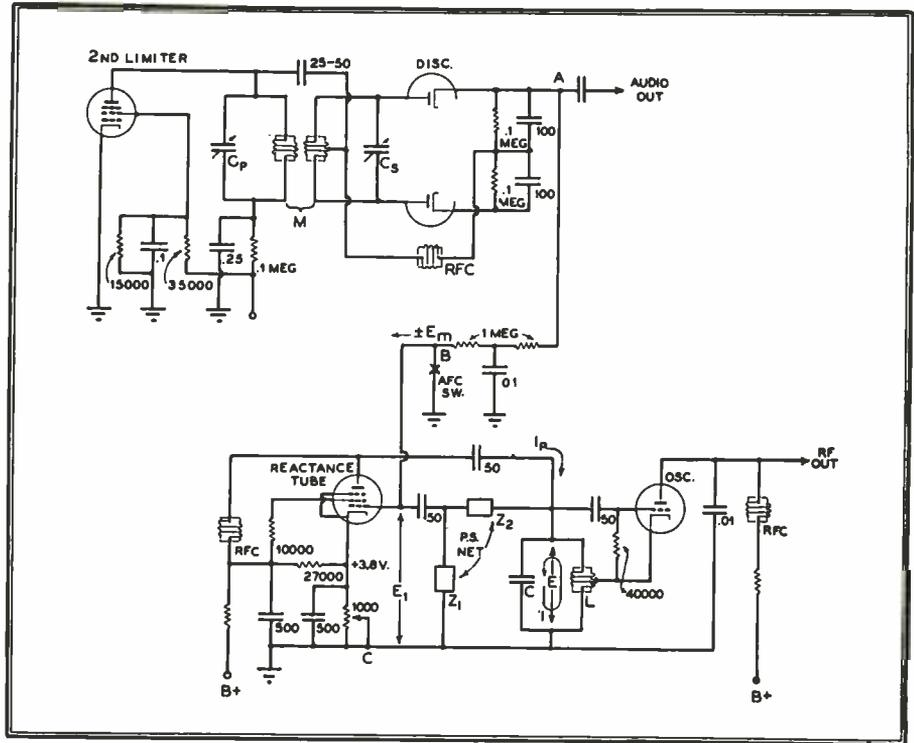 2ND LIMITER
25-50
DISC.
A
AUDIO
OUT
CP
CS
.1
MEG
100
.1
MEG
100
M
.1
.25
.1 MEG
15000
35000
RFC
±Em
1 MEG
B
AFC
SW.
01
IP
REACTANCE
TUBE
50
OSC.
RF
OUT
50
Z2
50
.01
RFC
RFC
10000
P.S.
NET
27000
+3.8V.
E1
Z1
C
E
I
L
40000
500
500
1000
C
B+
B+